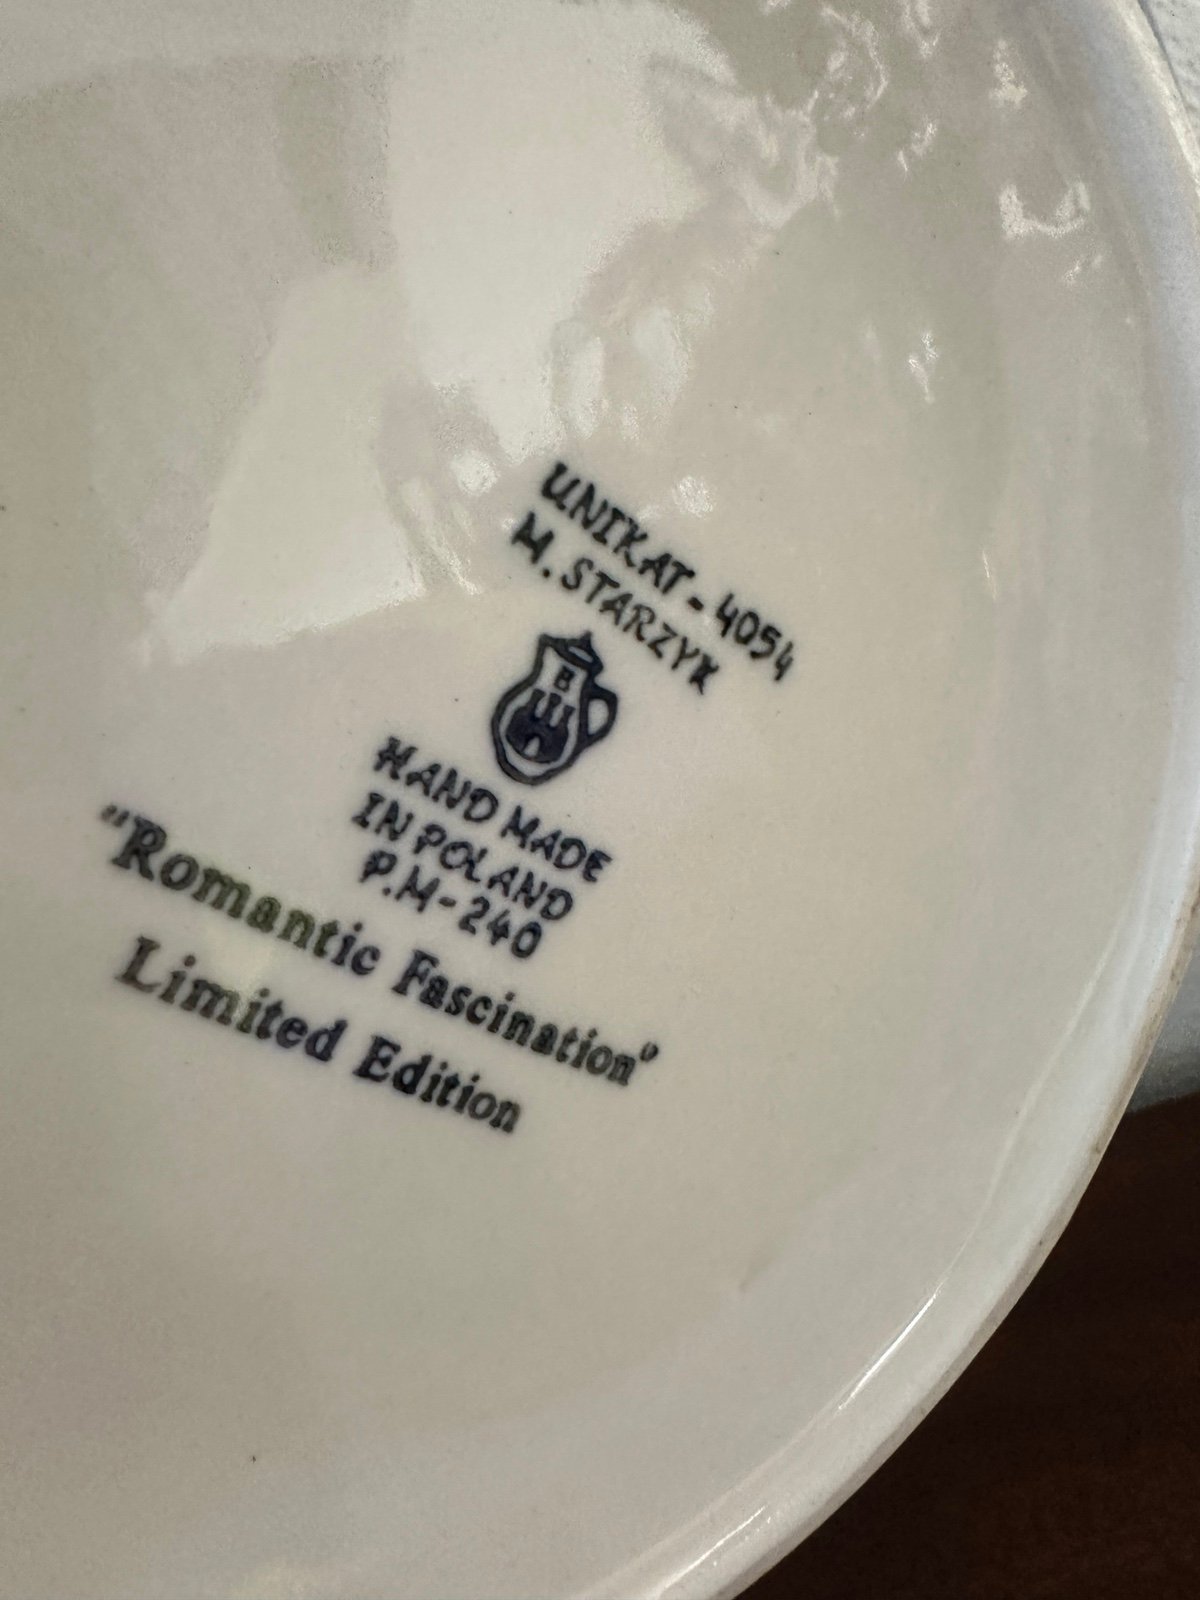 UNIKAT - 4054
M. STARZYK
B
HAND MADE
IN POLAND
P.M - 240
"Romantic Fascination"
Limited Edition